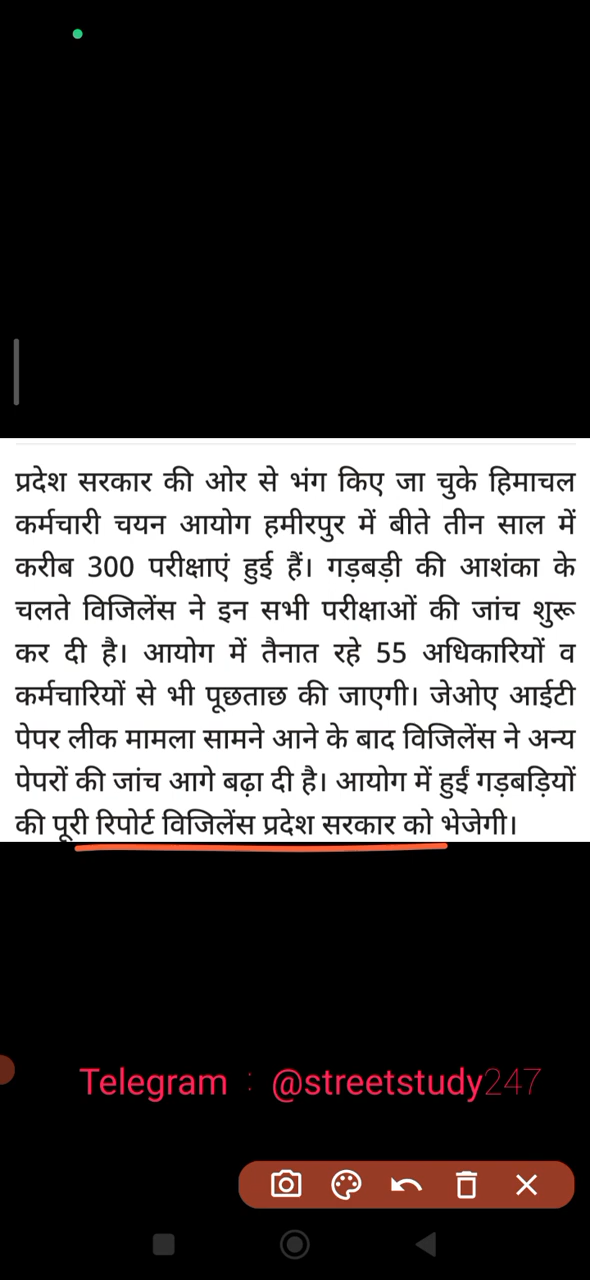 प्रदेश सरकार की ओर से भंग किए जा चुके हिमाचल
कर्मचारी चयन आयोग हमीरपुर में बीते तीन साल में
करीब 300 परीक्षाएं हुई हैं। गड़बड़ी की आशंका के
चलते विजिलेंस ने इन सभी परीक्षाओं की जांच शुरू
कर दी है। आयोग में तैनात रहे 55 अधिकारियों व
कर्मचारियों से भी पूछताछ की जाएगी। जेओए आईटी
पेपर लीक मामला सामने आने के बाद विजिलेंस ने अन्य
पेपरों की जांच आगे बढ़ा दी है। आयोग में हुईं गड़बड़ियों
की पूरी रिपोर्ट विजिलेंस प्रदेश सरकार को भेजेगी।
Telegram : @streetstudy247